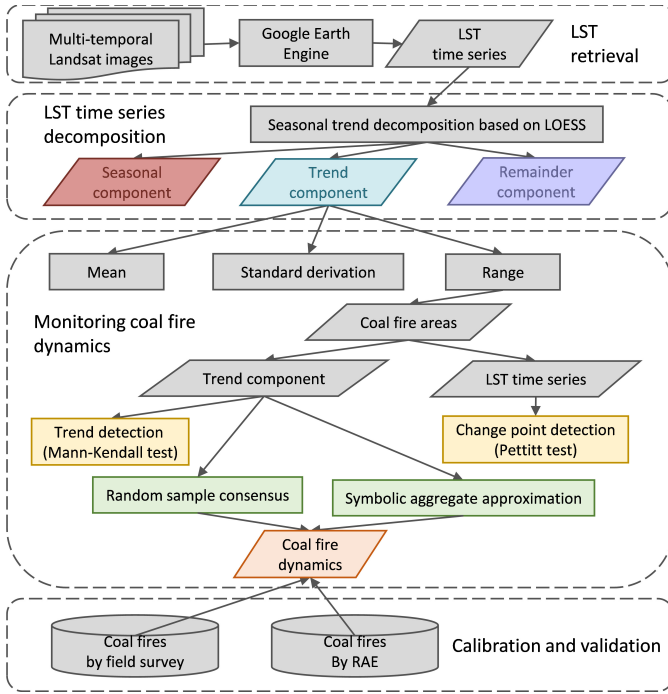 Multi-temporal
Landsat images
Google Earth
Engine
LST
time series
LST
retrieval
LST time series
decomposition
Seasonal trend decomposition based on LOESS
Seasonal
component
Trend
component
Remainder
component
Mean
Standard derivation
Range
Monitoring coal fire
dynamics
Coal fire areas
Trend component
LST time series
Trend detection
(Mann-Kendall test)
Change point detection
(Pettitt test)
Random sample consensus
Symbolic aggregate approximation
Coal fire
dynamics
Coal fires
by field survey
Coal fires
By RAE
Calibration and validation